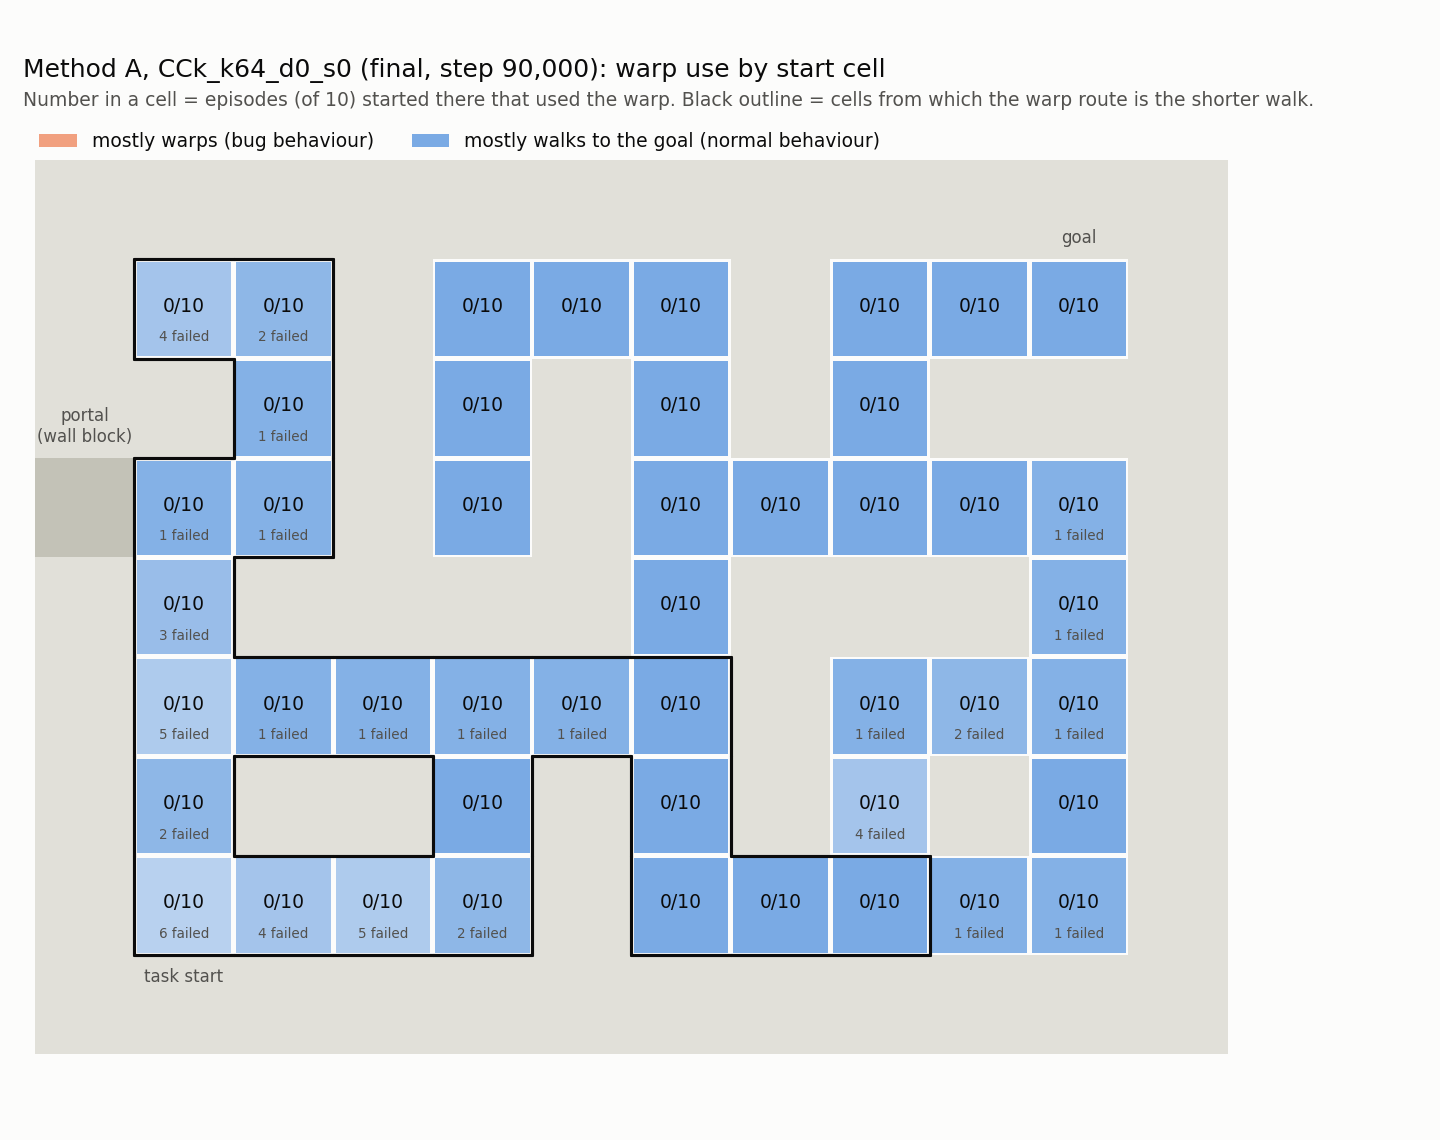 Method A, CCk_k64_d0_s0 (final, step 90,000): warp use by start cell
Number in a cell = episodes (of 10) started there that used the warp. Black outline = cells from which the warp route is the shorter walk.
mostly warps (bug behaviour) mostly walks to the goal (normal behaviour)
goal
0/10 0/10 0/10 0/10 0/10 0/10 0/10 0/10
4 failed 2 failed
0/10 0/10 0/10 0/10
1 failed
portal
(wall block)
0/10 0/10 0/10 0/10 0/10 0/10 0/10 0/10
1 failed 1 failed 1 failed
0/10 0/10 0/10
3 failed 1 failed
0/10 0/10 0/10 0/10 0/10 0/10 0/10 0/10 0/10
5 failed 1 failed 1 failed 1 failed 1 failed 1 failed 2 failed 1 failed
0/10 0/10 0/10 0/10 0/10
2 failed 4 failed
0/10 0/10 0/10 0/10 0/10 0/10 0/10 0/10 0/10
6 failed 4 failed 5 failed 2 failed 1 failed 1 failed
task start